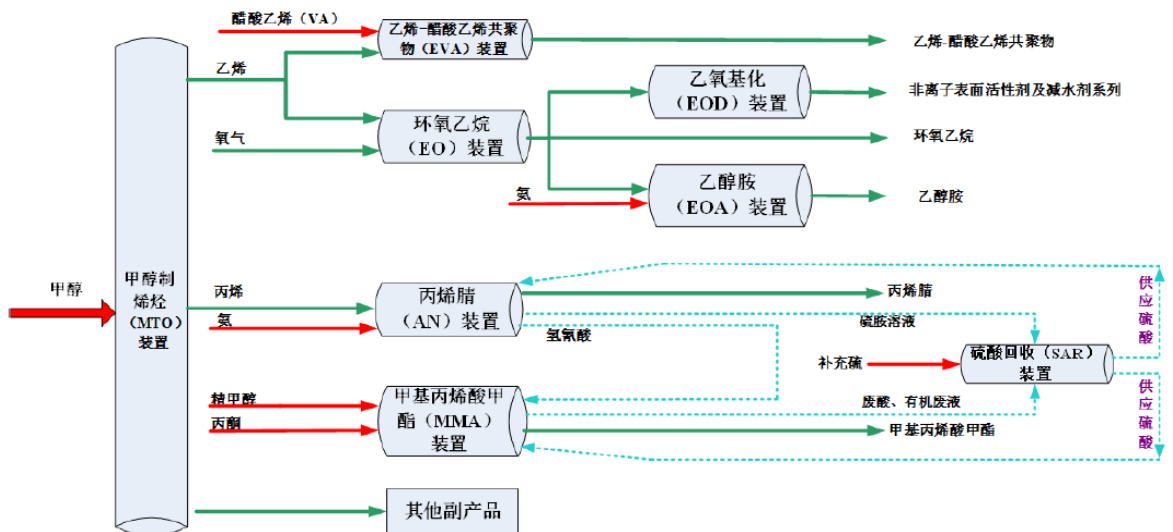 醋酸乙烯（VA）
乙烯-醋酸乙烯共聚
物（EVA）装置
乙烯-醋酸乙烯共聚物
乙烯
乙氧基化
（EOD）装置
非离子表面活性剂及减水剂系列
氧气
环氧乙烷
（EO）装置
环氧乙烷
氨
乙醇胺
（EOA）装置
乙醇胺
甲醇
甲醇制
烯烃
（MTO）
装置
丙烯
氨
丙烯腈
（AN）装置
丙烯腈
硫胺溶液
氢氰酸
供应硫酸
补充硫
硫酸回收（SAR）
装置
供应硫酸
精甲醇
丙酮
甲基丙烯酸甲
酯（MMA）
装置
废酸、有机废液
甲基丙烯酸甲酯
其他副产品